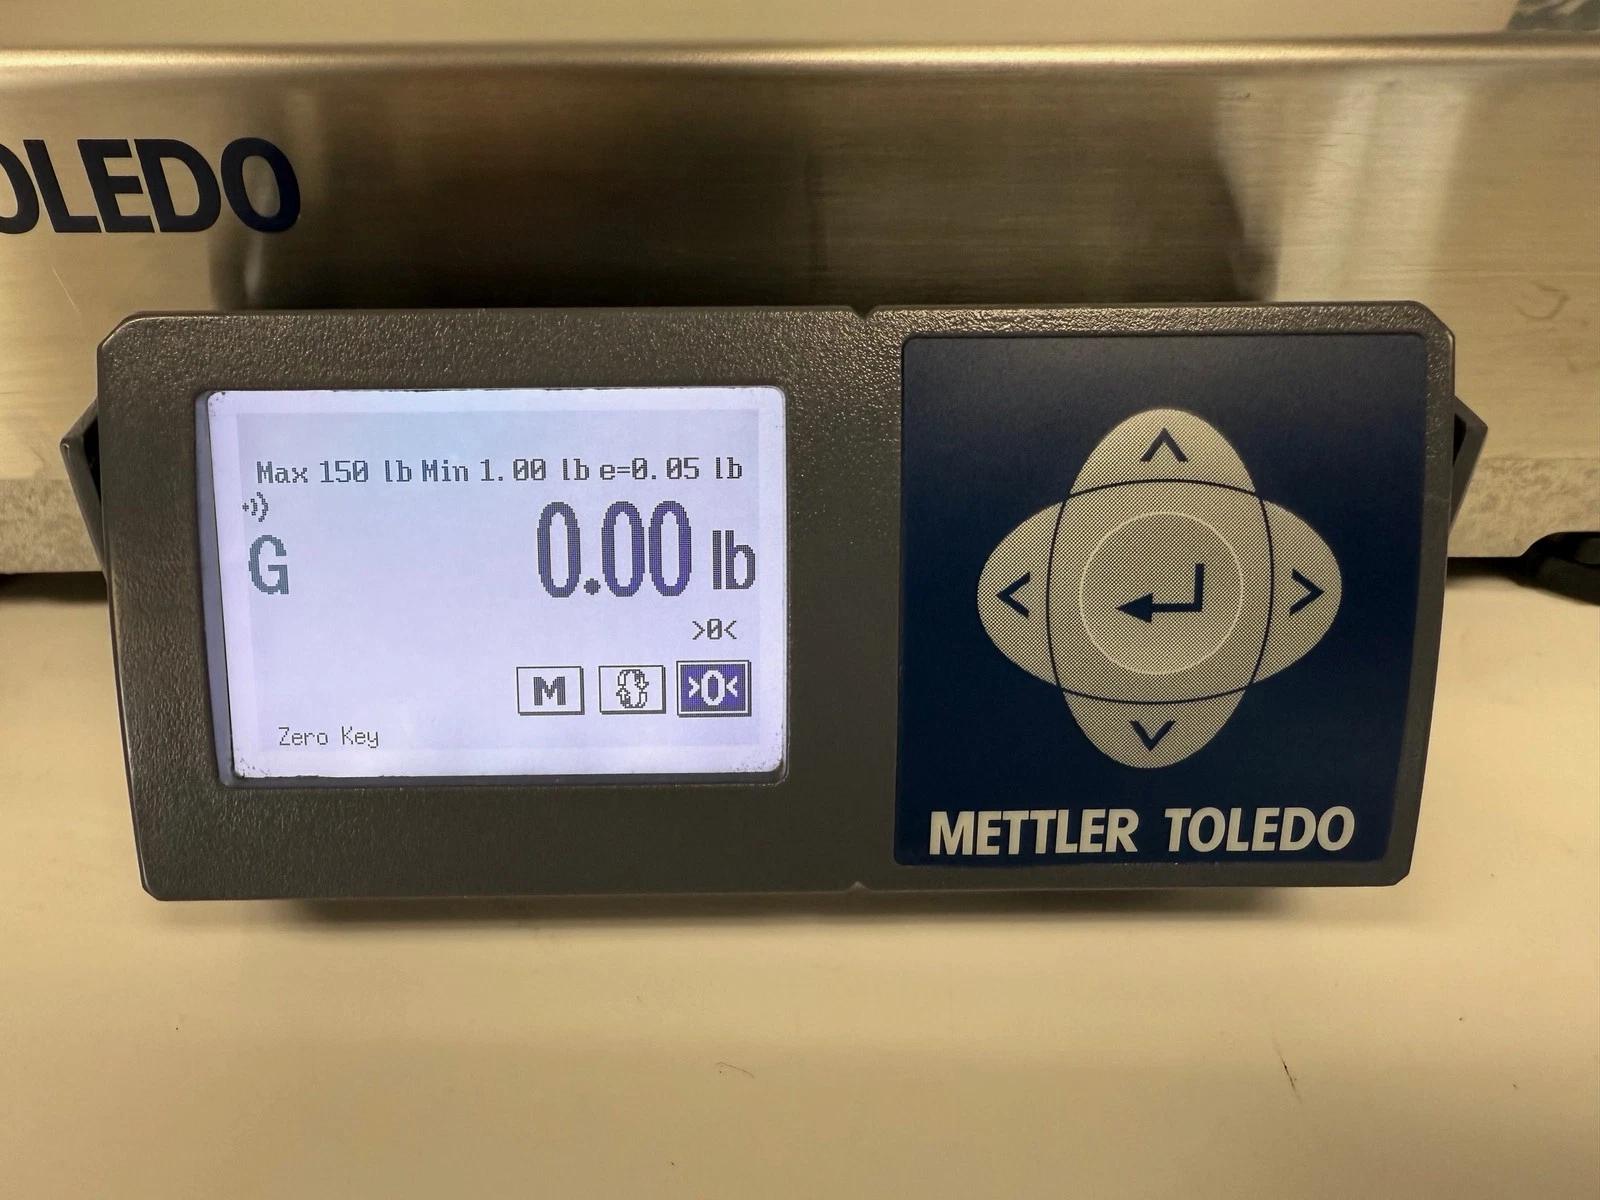 OLEDO
Max 150 lb Min 1.00 lb e=0.05 lb
G 0.00 lb
>0<
M >0<
Zero Key
METTLER TOLEDO